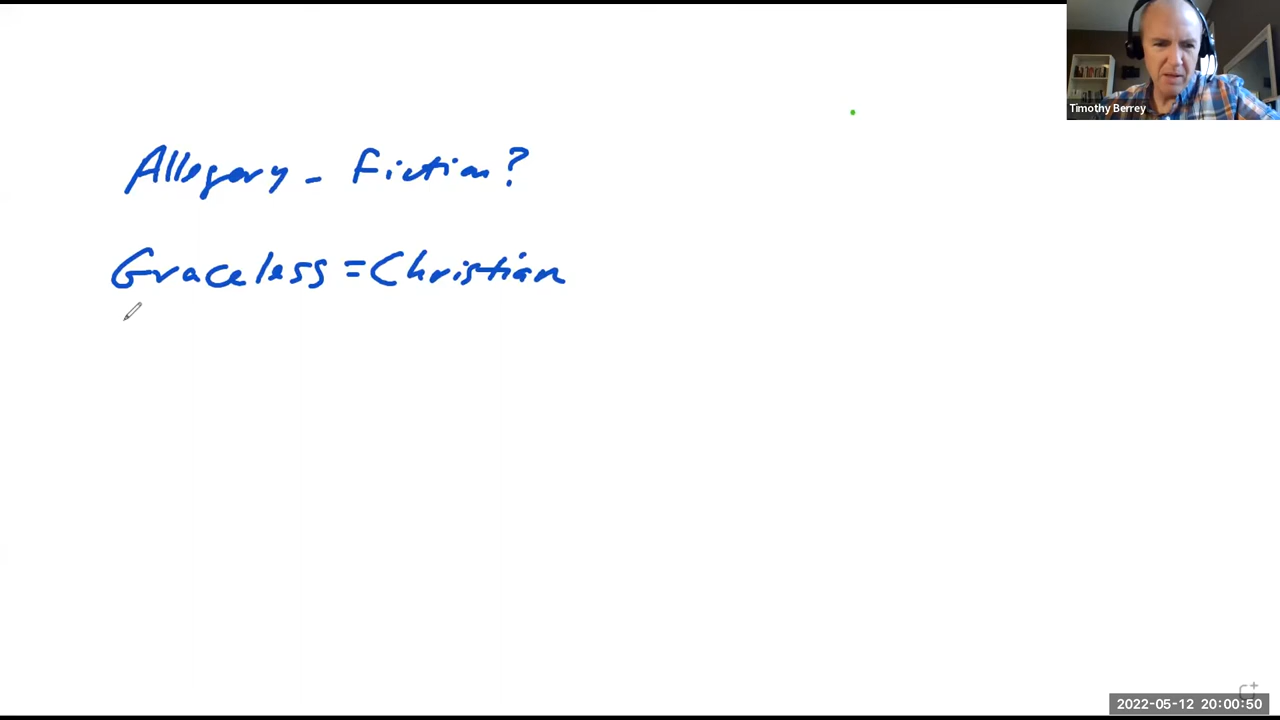 Timothy Berrey
Allegory - Fiction?
Graceless = Christian
2022-05-12 20:00:50